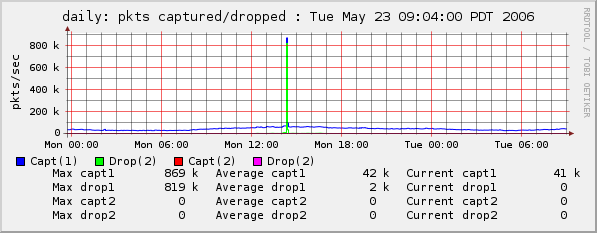 daily: pkts captured/dropped : Tue May 23 09:04:00 PDT 2006
RRDTOOL / TOBI OETIKER
pkts/sec
800 k
600 k
400 k
200 k
0
Mon 00:00 Mon 06:00 Mon 12:00 Mon 18:00 Tue 00:00 Tue 06:00
Capt(1) Drop(2) Capt(2) Drop(2)
Max capt1 869 k Average capt1 42 k Current capt1 41 k
Max drop1 819 k Average drop1 2 k Current drop1 0
Max capt2 0 Average capt2 0 Current capt2 0
Max drop2 0 Average drop2 0 Current drop2 0